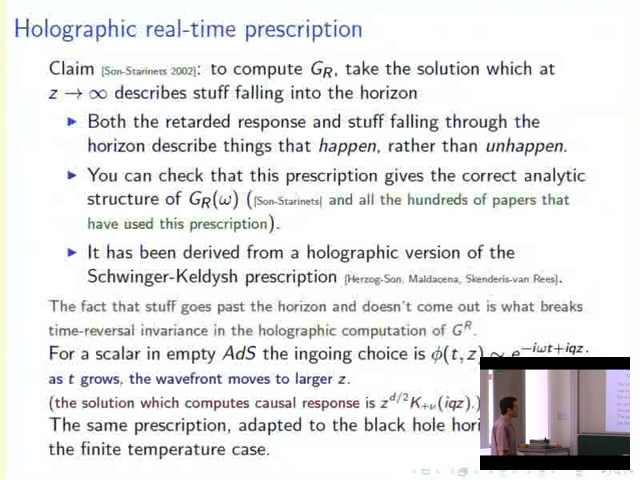 Holographic real-time prescription
Claim [Son-Starinets 2002]: to compute G_R, take the solution which at
z → ∞ describes stuff falling into the horizon
▶ Both the retarded response and stuff falling through the
horizon describe things that happen, rather than unhappen.
▶ You can check that this prescription gives the correct analytic
structure of G_R(ω) ([Son-Starinets] and all the hundreds of papers that
have used this prescription).
▶ It has been derived from a holographic version of the
Schwinger-Keldysh prescription [Herzog-Son, Maldacena, Skenderis-van Rees].
The fact that stuff goes past the horizon and doesn't come out is what breaks
time-reversal invariance in the holographic computation of G^R.
For a scalar in empty AdS the ingoing choice is φ(t, z) ∼ e^{-iωt+iqz}.
as t grows, the wavefront moves to larger z.
(the solution which computes causal response is z^{d/2}K_{+ν}(iqz).)
The same prescription, adapted to the black hole hori
the finite temperature case.